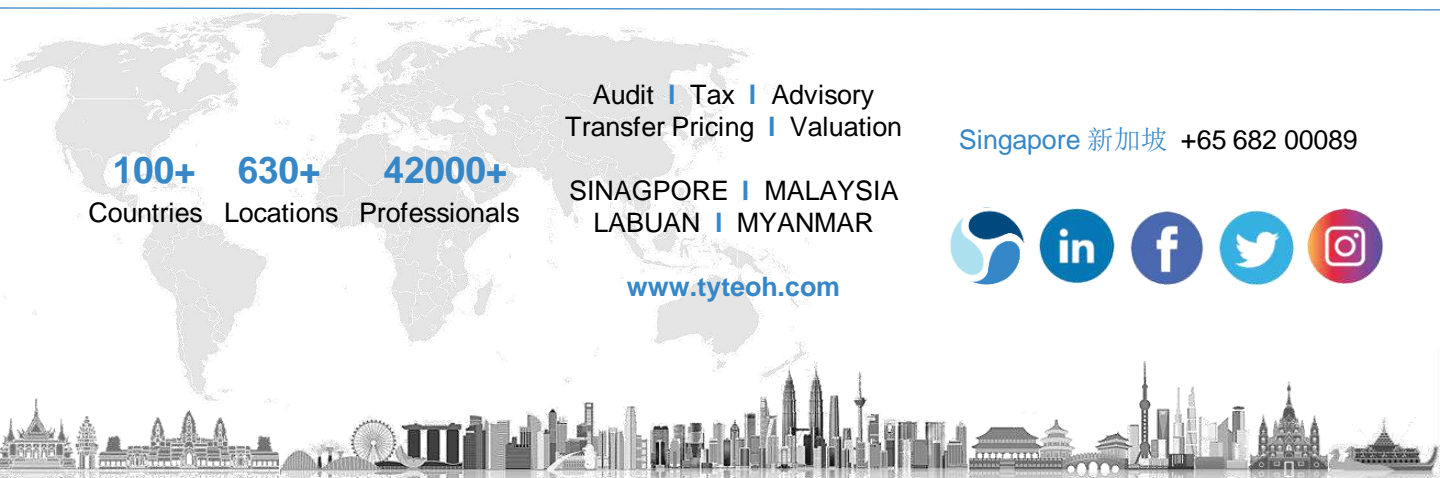 100+ 630+ 42000+
Countries Locations Professionals
Audit I Tax I Advisory
Transfer Pricing I Valuation
SINAGPORE I MALAYSIA
LABUAN I MYANMAR
www.tyteoh.com
Singapore 新加坡 +65 682 00089
in f